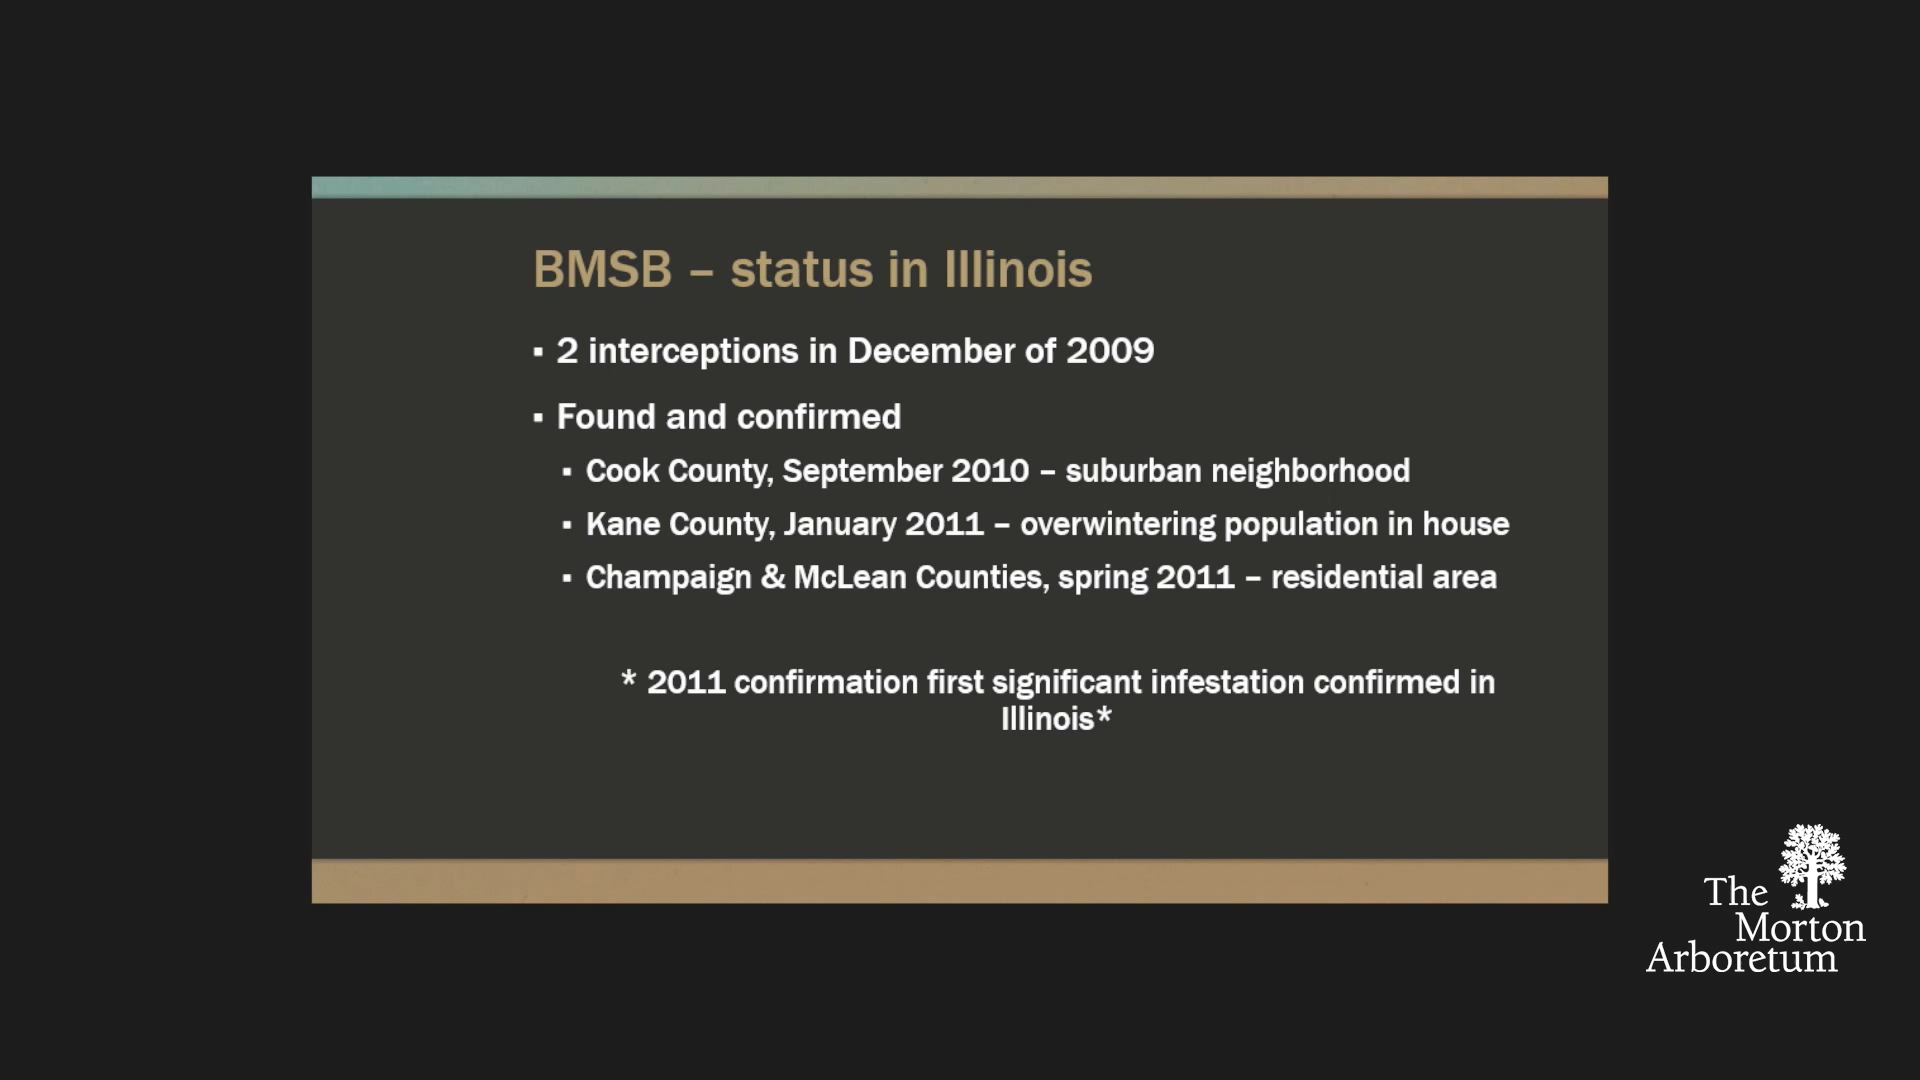 BMSB – status in Illinois
▪ 2 interceptions in December of 2009
▪ Found and confirmed
▪ Cook County, September 2010 – suburban neighborhood
▪ Kane County, January 2011 – overwintering population in house
▪ Champaign & McLean Counties, spring 2011 – residential area
* 2011 confirmation first significant infestation confirmed in
Illinois*
The
Morton
Arboretum